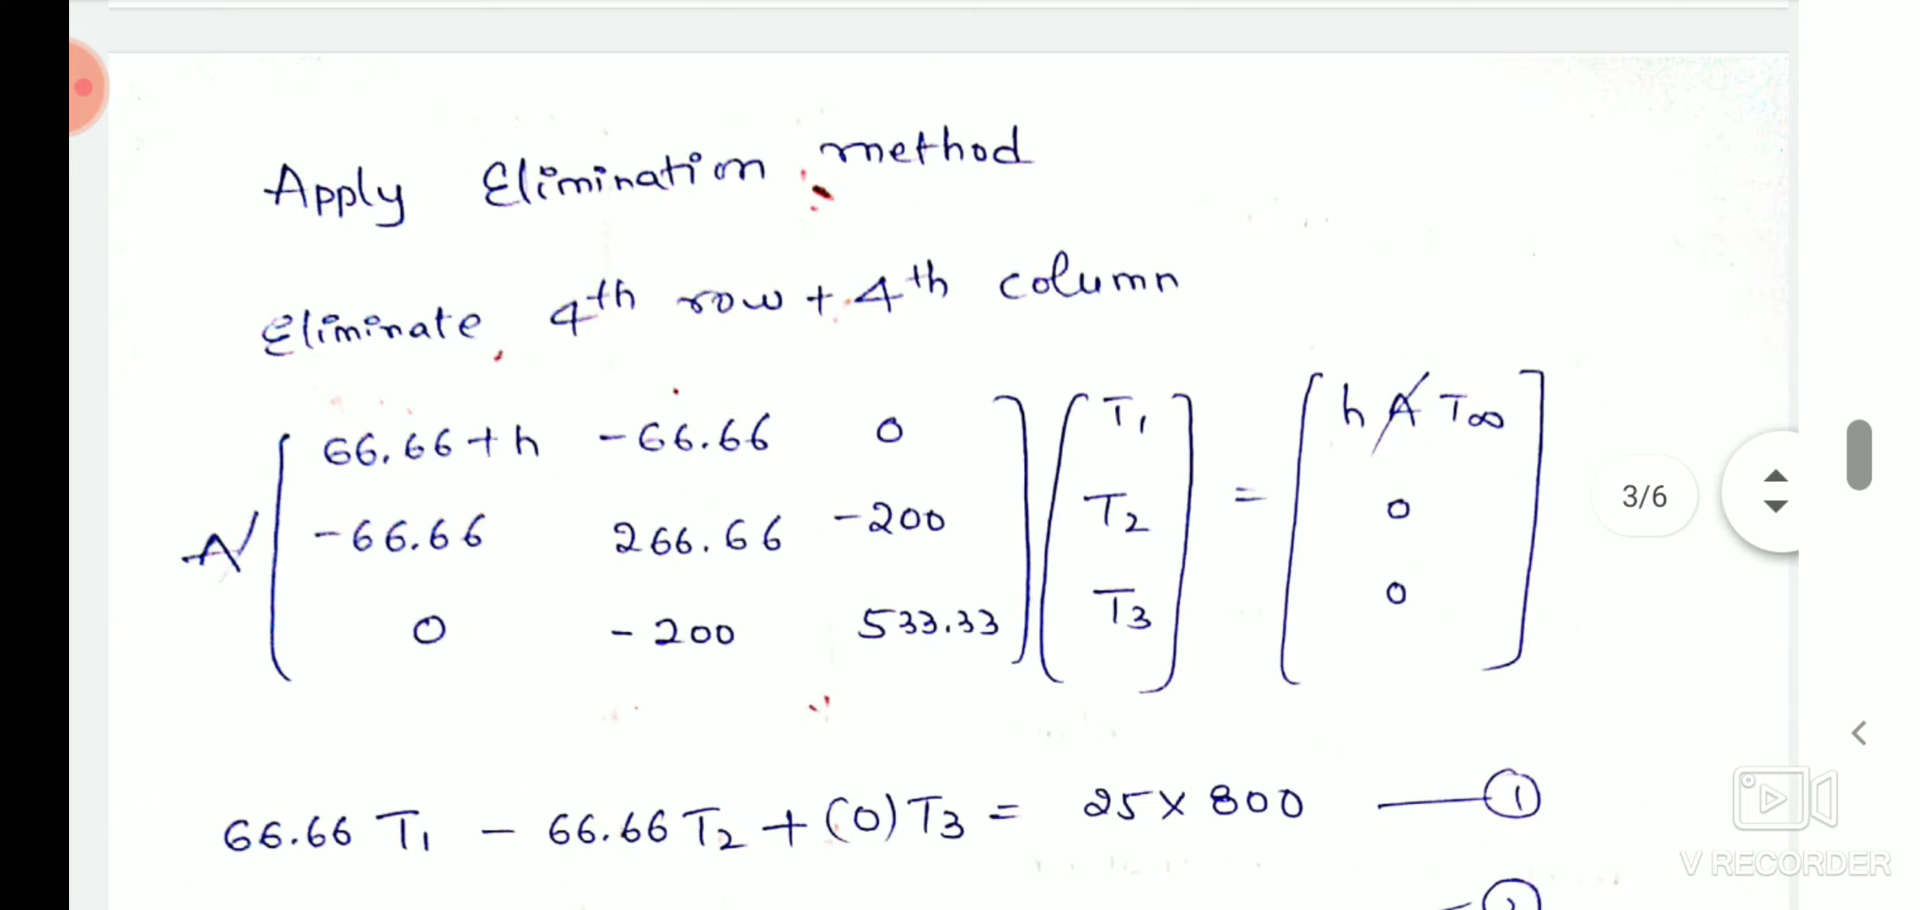 Apply Elimination method
Eliminate 4th row + 4th column
A [ 66.66+h -66.66 0 ] [ T₁ ] = [ h A T∞ ]
[ -66.66 266.66 -200 ] [ T₂ ] [ 0 ]
[ 0 -200 533.33 ] [ T₃ ] [ 0 ]
66.66 T₁ - 66.66 T₂ + (0) T₃ = 25 × 800 — ①
3/6
V RECORDER